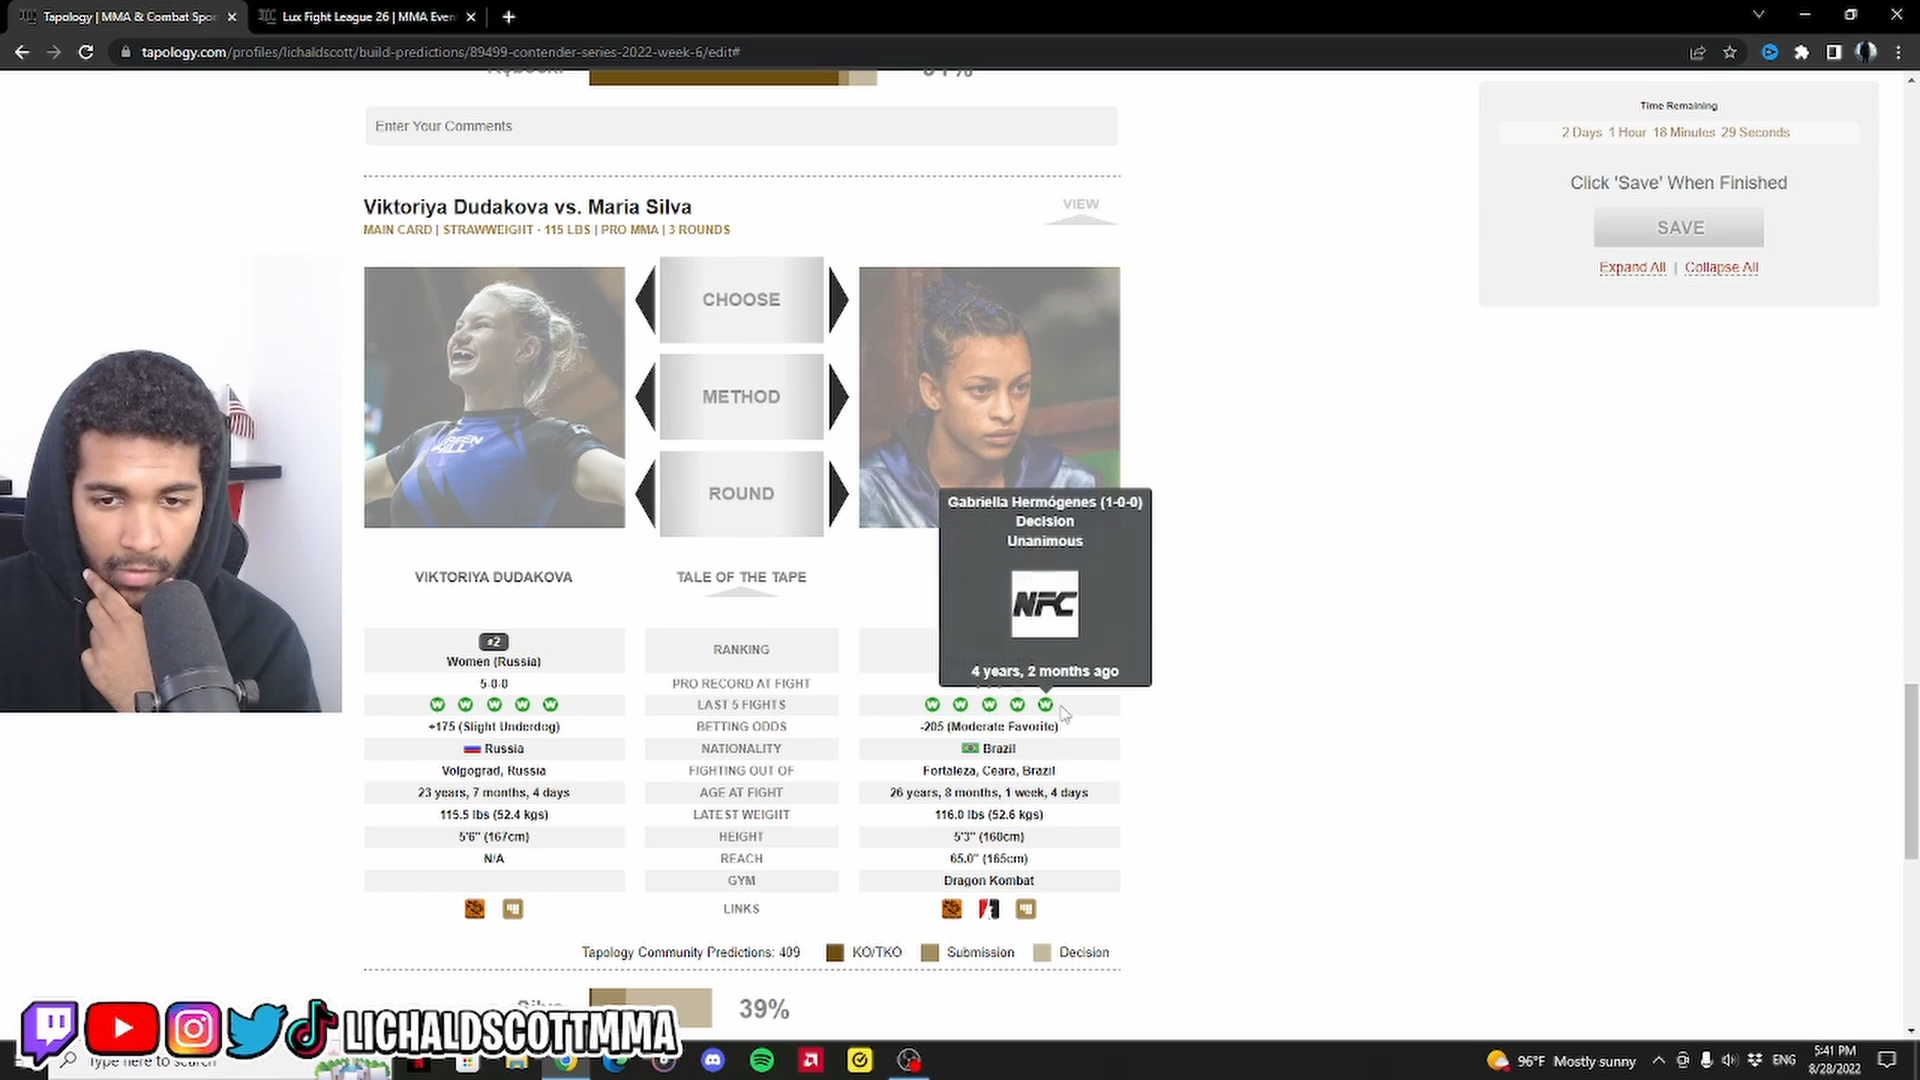 Tapology | MMA & Combat Spor
Lux Fight League 26 | MMA Even
tapology.com/profiles/lichaldscott/build-predictions/89499-contender-series-2022-week-6/edit#
Enter Your Comments
Time Remaining
2 Days 1 Hour 18 Minutes 29 Seconds
Click 'Save' When Finished
SAVE
Expand All | Collapse All
Viktoriya Dudakova vs. Maria Silva
VIEW
MAIN CARD | STRAWWEIGHT · 115 LBS | PRO MMA | 3 ROUNDS
CHOOSE
METHOD
ROUND
Gabriella Hermógenes (1-0-0)
Decision
Unanimous
NFC
4 years, 2 months ago
VIKTORIYA DUDAKOVA
TALE OF THE TAPE
#2
Women (Russia)
RANKING
5-0-0
PRO RECORD AT FIGHT
W W W W W
LAST 5 FIGHTS
W W W W W
+175 (Slight Underdog)
BETTING ODDS
-205 (Moderate Favorite)
Russia
NATIONALITY
Brazil
Volgograd, Russia
FIGHTING OUT OF
Fortaleza, Ceara, Brazil
23 years, 7 months, 4 days
AGE AT FIGHT
26 years, 8 months, 1 week, 4 days
115.5 lbs (52.4 kgs)
LATEST WEIGHT
116.0 lbs (52.6 kgs)
5'6" (167cm)
HEIGHT
5'3" (160cm)
N/A
REACH
65.0" (165cm)
GYM
Dragon Kombat
LINKS
Tapology Community Predictions: 409
KO/TKO
Submission
Decision
Silva
39%
LICHALDSCOTTMMA
Type here to search
96°F Mostly sunny
ENG
5:41 PM
8/28/2022